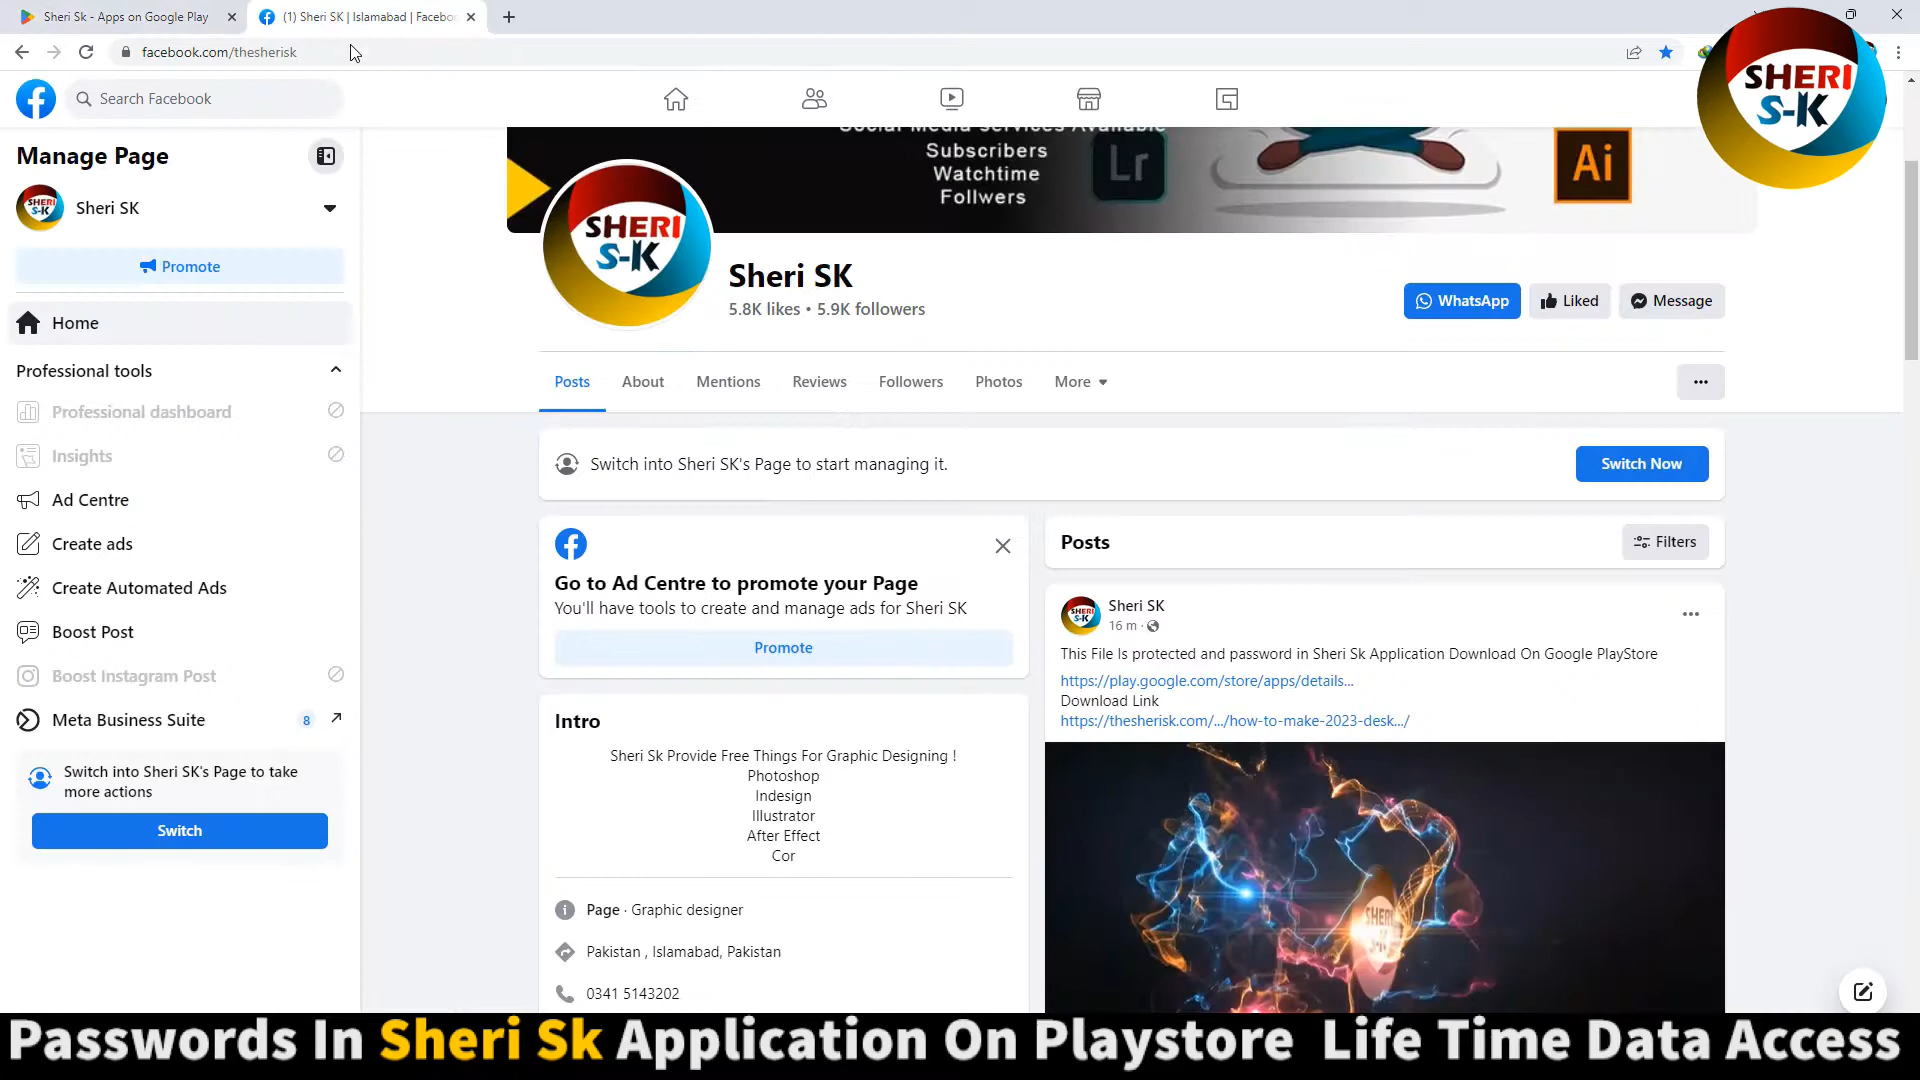 Sheri Sk - Apps on Google Play
(1) Sheri SK | Islamabad | Facebo
facebook.com/thesherisk
SHERI
S-K
Search Facebook
Social Media Services Available
Subscribers
Watchtime
Follwers
Lr
Ai
Manage Page
SHERI
S-K
Sheri SK
Promote
Home
Professional tools
Professional dashboard
Insights
Ad Centre
Create ads
Create Automated Ads
Boost Post
Boost Instagram Post
Meta Business Suite 8
Switch into Sheri SK's Page to take
more actions
Switch
SHERI
S-K
Sheri SK
5.8K likes • 5.9K followers
WhatsApp
Liked
Message
Posts
About
Mentions
Reviews
Followers
Photos
More
Switch into Sheri SK's Page to start managing it.
Switch Now
Go to Ad Centre to promote your Page
You'll have tools to create and manage ads for Sheri SK
Promote
Intro
Sheri Sk Provide Free Things For Graphic Designing !
Photoshop
Indesign
Illustrator
After Effect
Cor
Page · Graphic designer
Pakistan , Islamabad, Pakistan
0341 5143202
Posts
Filters
SHERI
S-K
Sheri SK
16 m ·
This File Is protected and password in Sheri Sk Application Download On Google PlayStore
https://play.google.com/store/apps/details...
Download Link
https://thesherisk.com/.../how-to-make-2023-desk.../
SHERI
S-K
Passwords In Sheri Sk Application On Playstore Life Time Data Access